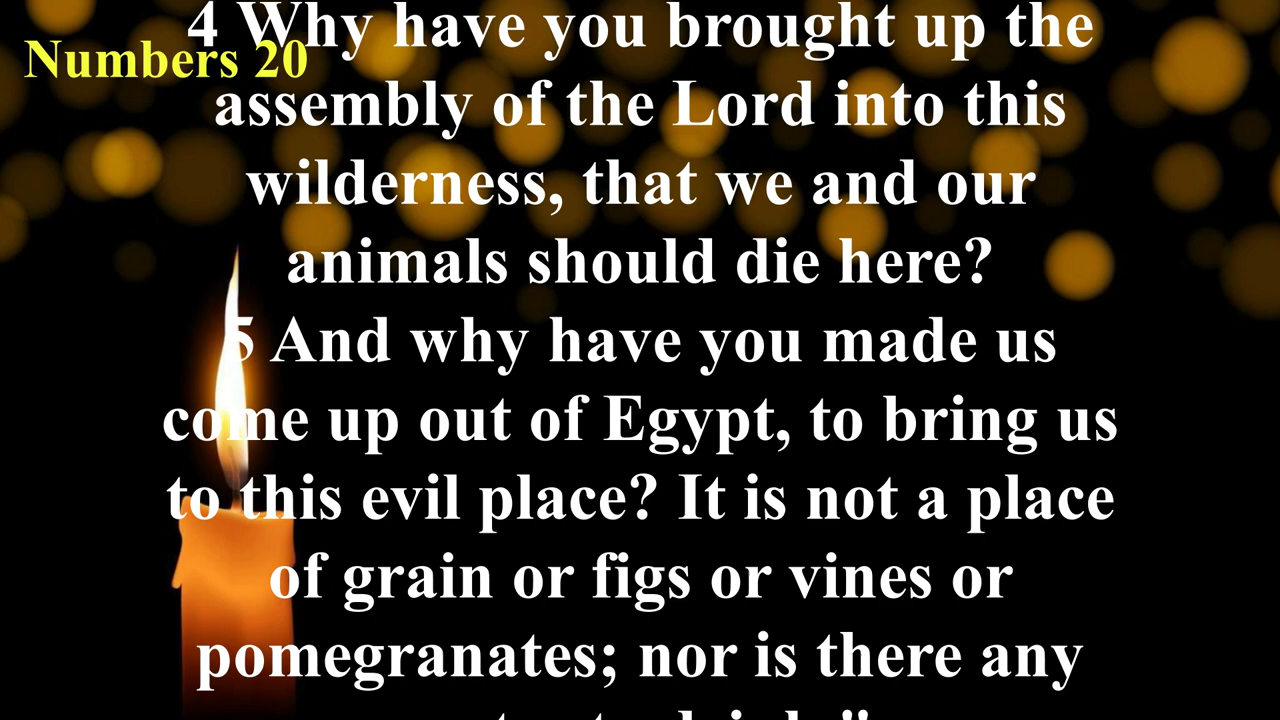 4 Why have you brought up the
Numbers 20
assembly of the Lord into this
wilderness, that we and our
animals should die here?
5 And why have you made us
come up out of Egypt, to bring us
to this evil place? It is not a place
of grain or figs or vines or
pomegranates; nor is there any